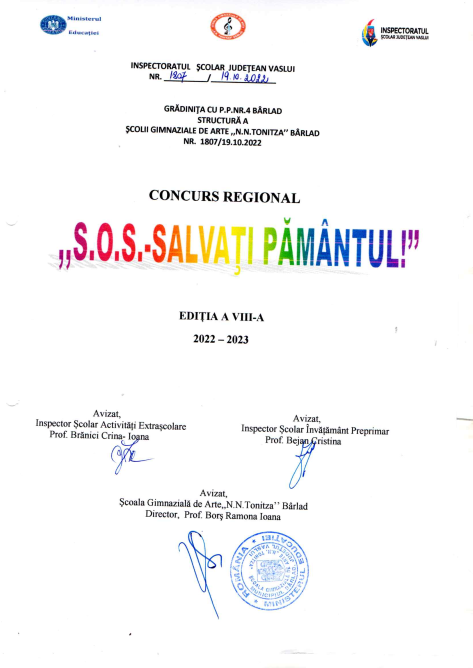 Ministerul
Educației
INSPECTORATUL
ȘCOLAR JUDEȚEAN VASLUI
INSPECTORATUL ȘCOLAR JUDEȚEAN VASLUI
NR. 1807 / 19.10.2022
GRĂDINIȚA CU P.P.NR.4 BÂRLAD
STRUCTURĂ A
ȘCOLII GIMNAZIALE DE ARTE ,,N.N.TONITZA’’ BÂRLAD
NR. 1807/19.10.2022
CONCURS REGIONAL
„S.O.S.-SALVAȚI PĂMÂNTUL!”
EDIȚIA A VIII-A
2022 – 2023
Avizat,
Inspector Școlar Activități Extrașcolare
Prof. Brănici Crina- Ioana
Avizat,
Inspector Școlar Învățământ Preprimar
Prof. Bejan Cristina
Avizat,
Școala Gimnazială de Arte,,N.N.Tonitza’’ Bârlad
Director, Prof. Borș Ramona Ioana
ROMÂNIA
MINISTERUL EDUCAȚIEI